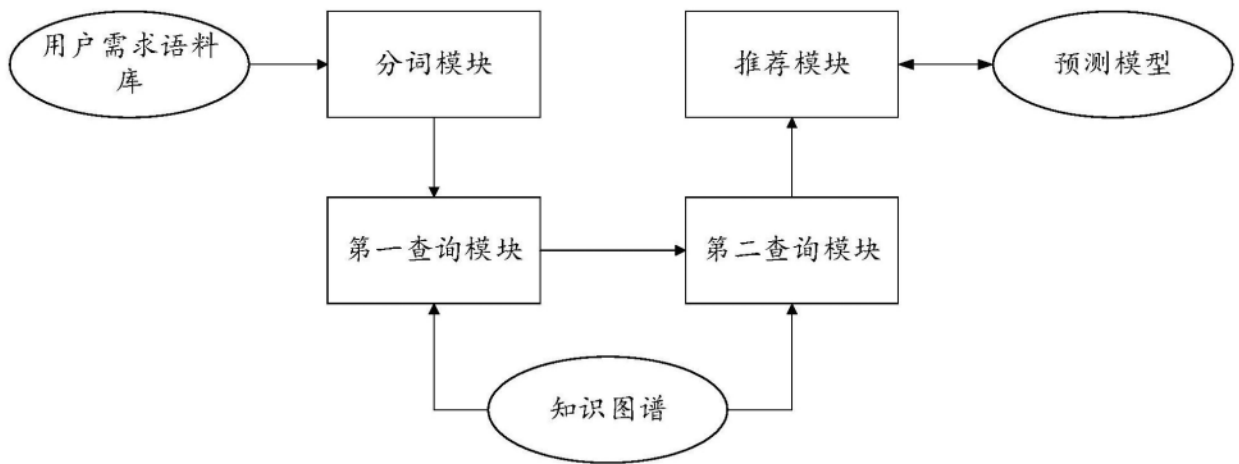 用户需求语料
库
分词模块
推荐模块
预测模型
第一查询模块
第二查询模块
知识图谱